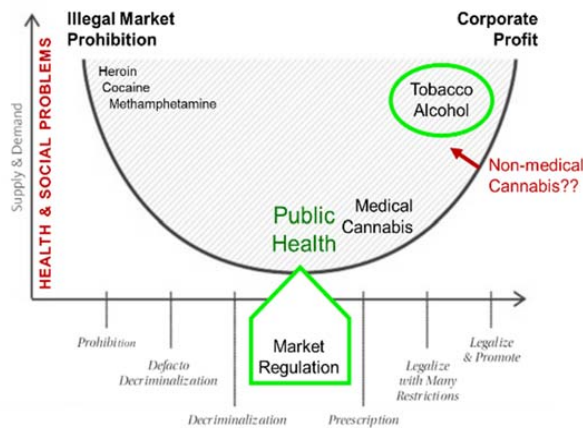 Illegal Market
Prohibition
Corporate
Profit
Supply & Demand
HEALTH & SOCIAL PROBLEMS
Heroin
Cocaine
Methamphetamine
Tobacco
Alcohol
Non-medical
Cannabis??
Medical
Cannabis
Public
Health
Market
Regulation
Prohibition
Defacto
Decriminalization
Decriminalization
Preescription
Legalize
with Many
Restrictions
Legalize
& Promote